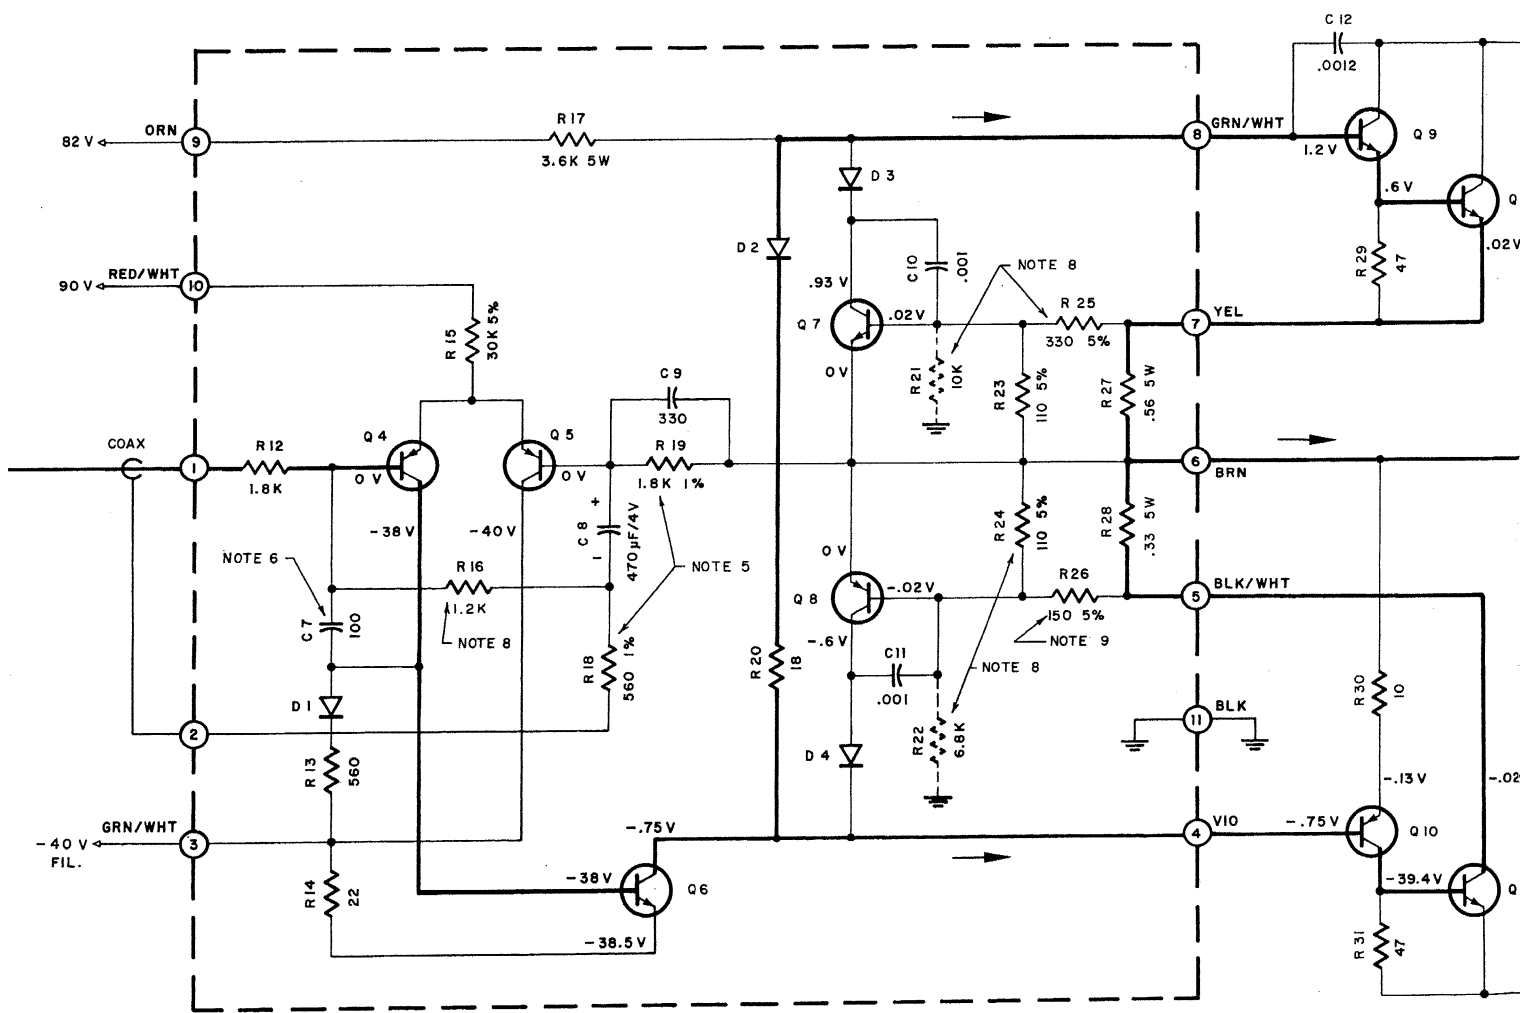 C 12
.0012
ORN
82 V
9
R 17
3.6K 5W
8
GRN/WHT
1.2 V
Q 9
.6 V
Q
.02V
R 29
47
D 3
D 2
C 10
.001
NOTE 8
RED/WHT
90 V
10
R 15
30K 5%
.93 V
Q 7
.02V
0 V
R 25
330 5%
7
YEL
R 21
10K
R 23
110 5%
R 27
.56 5W
C 9
330
COAX
1
R 12
1.8K
Q 4
0 V
Q 5
0 V
R 19
1.8K 1%
6
BRN
-38V
-40V
+
C 8
-
470 µF/4V
NOTE 5
R 24
110 5%
R 28
.33 5W
NOTE 6
R 16
1.2K
NOTE 8
C 7
100
0 V
Q 8
-.02V
-.6 V
R 26
150 5%
NOTE 9
5
BLK/WHT
R 18
560 1%
R 20
18
C 11
.001
NOTE 8
R 30
10
D 1
2
R 13
560
D 4
R 22
6.8K
11
BLK
-.13 V
-.02
GRN/WHT
-40 V
FIL.
3
-.75 V
4
VIO
-.75 V
Q 10
R 14
22
-38V
Q 6
-38.5 V
-39.4V
Q
R 31
47